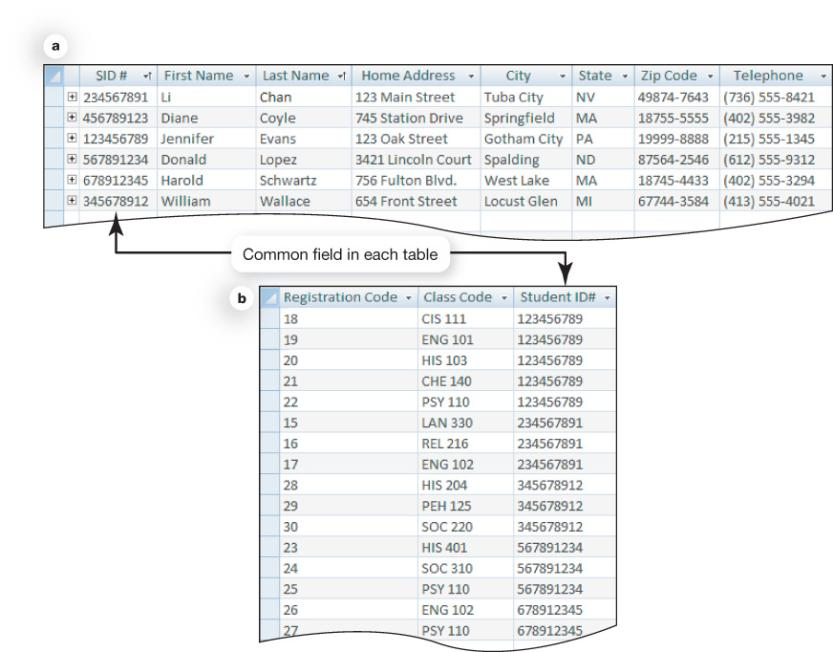 a
SID # First Name Last Name Home Address City State Zip Code Telephone
234567891 Li Chan 123 Main Street Tuba City NV 49874-7643 (736) 555-8421
456789123 Diane Coyle 745 Station Drive Springfield MA 18755-5555 (402) 555-3982
123456789 Jennifer Evans 123 Oak Street Gotham City PA 19999-8888 (215) 555-1345
567891234 Donald Lopez 3421 Lincoln Court Spalding ND 87564-2546 (612) 555-9312
678912345 Harold Schwartz 756 Fulton Blvd. West Lake MA 18745-4433 (402) 555-3294
345678912 William Wallace 654 Front Street Locust Glen MI 67744-3584 (413) 555-4021
Common field in each table
b
Registration Code Class Code Student ID#
18 CIS 111 123456789
19 ENG 101 123456789
20 HIS 103 123456789
21 CHE 140 123456789
22 PSY 110 123456789
15 LAN 330 234567891
16 REL 216 234567891
17 ENG 102 234567891
28 HIS 204 345678912
29 PEH 125 345678912
30 SOC 220 345678912
23 HIS 401 567891234
24 SOC 310 567891234
25 PSY 110 567891234
26 ENG 102 678912345
27 PSY 110 678912345